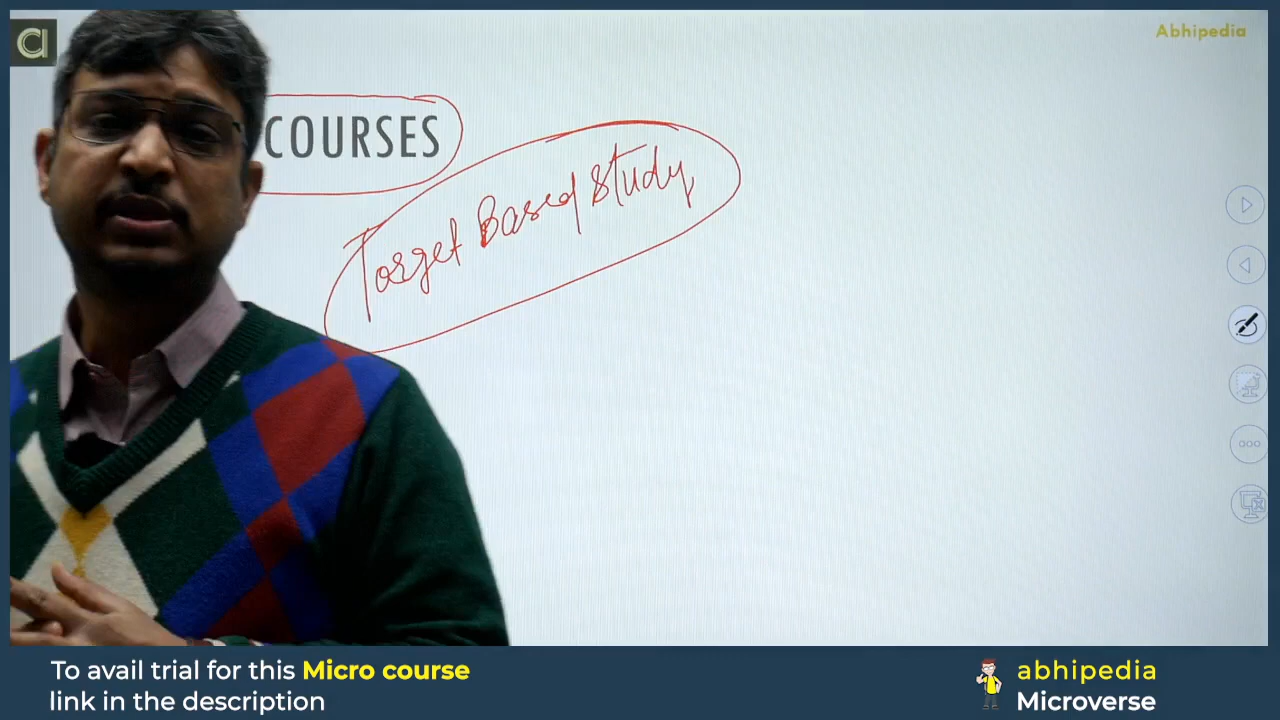 Abhipedia
COURSES
Target Based Study
To avail trial for this Micro course
link in the description
abhipedia
Microverse